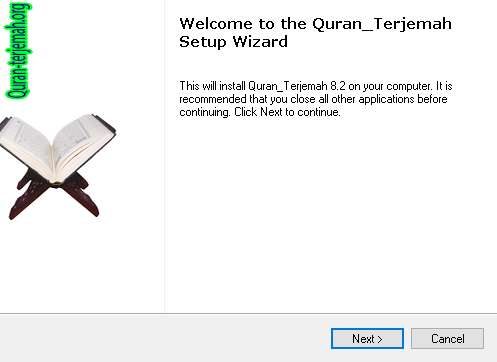 Quran-terjemah.org
Welcome to the Quran_Terjemah
Setup Wizard
This will install Quran_Terjemah 8.2 on your computer. It is
recommended that you close all other applications before
continuing. Click Next to continue.
Next >
Cancel